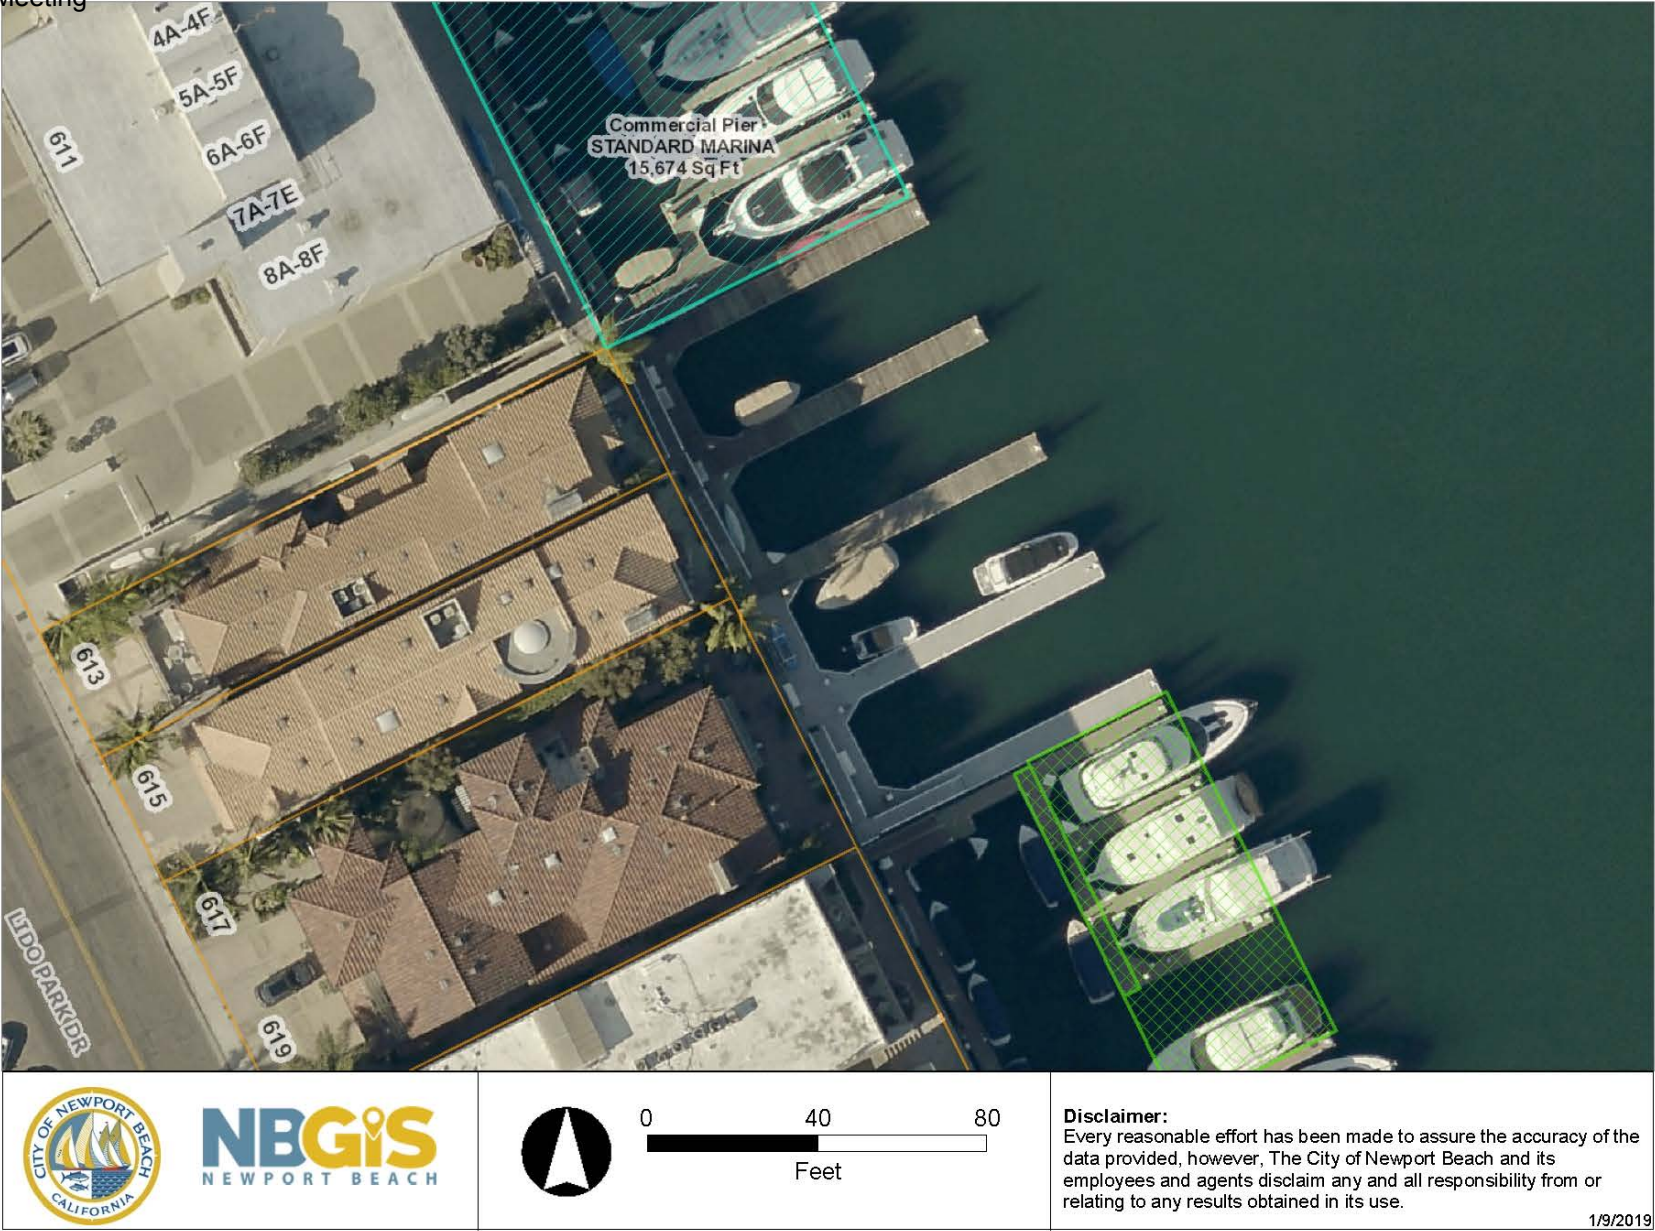 Meeting
4A-4F
5A-5F
6A-6F
7A-7E
8A-8F
611
Commercial Pier
STANDARD MARINA
15,674 Sq Ft
613
615
617
619
LIDO PARK DR
CITY OF NEWPORT BEACH
CALIFORNIA
NBGIS
NEWPORT BEACH
0 40 80
Feet
Disclaimer:
Every reasonable effort has been made to assure the accuracy of the
data provided, however, The City of Newport Beach and its
employees and agents disclaim any and all responsibility from or
relating to any results obtained in its use.
1/9/2019